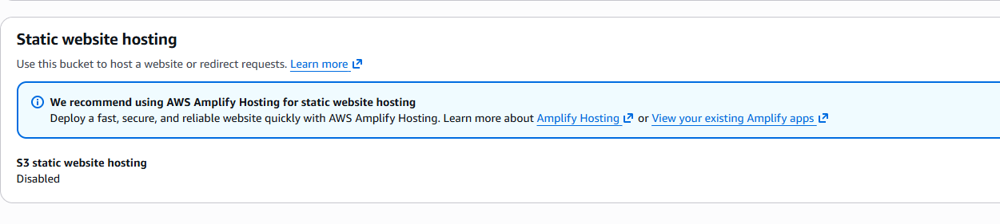 Static website hosting
Use this bucket to host a website or redirect requests. Learn more
We recommend using AWS Amplify Hosting for static website hosting
Deploy a fast, secure, and reliable website quickly with AWS Amplify Hosting. Learn more about Amplify Hosting or View your existing Amplify apps
S3 static website hosting
Disabled